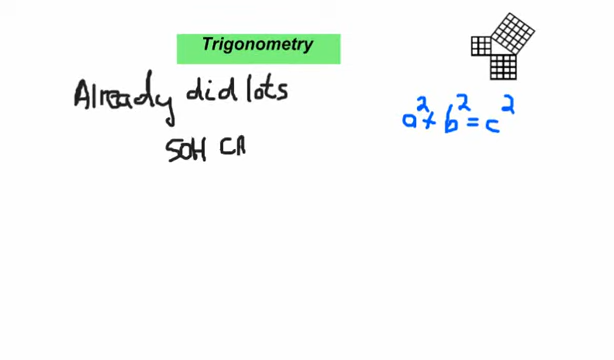 Trigonometry
Already did lots
a² + b² = c²
SOH CA